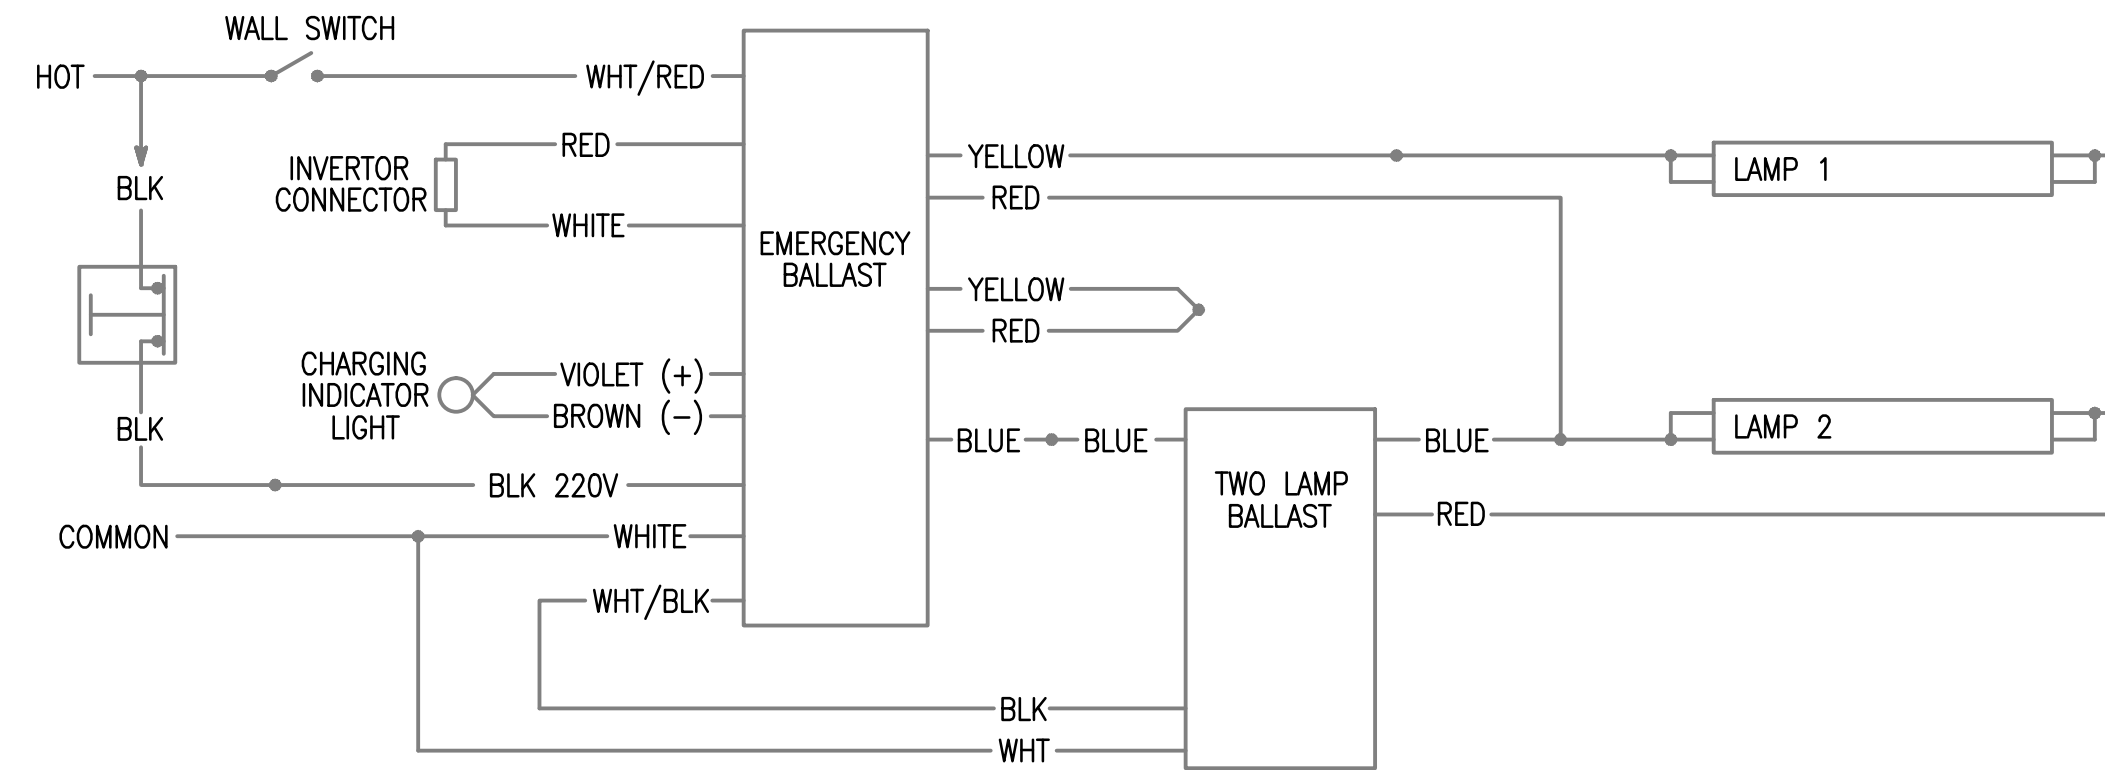 WALL SWITCH
HOT
WHT/RED
RED
INVERTOR
CONNECTOR
WHITE
BLK
EMERGENCY
BALLAST
YELLOW
RED
YELLOW
RED
LAMP 1
CHARGING
INDICATOR
LIGHT
VIOLET (+)
BROWN (-)
BLK
BLK 220V
COMMON
WHITE
WHT/BLK
BLUE
BLUE
TWO LAMP
BALLAST
BLUE
RED
LAMP 2
BLK
WHT